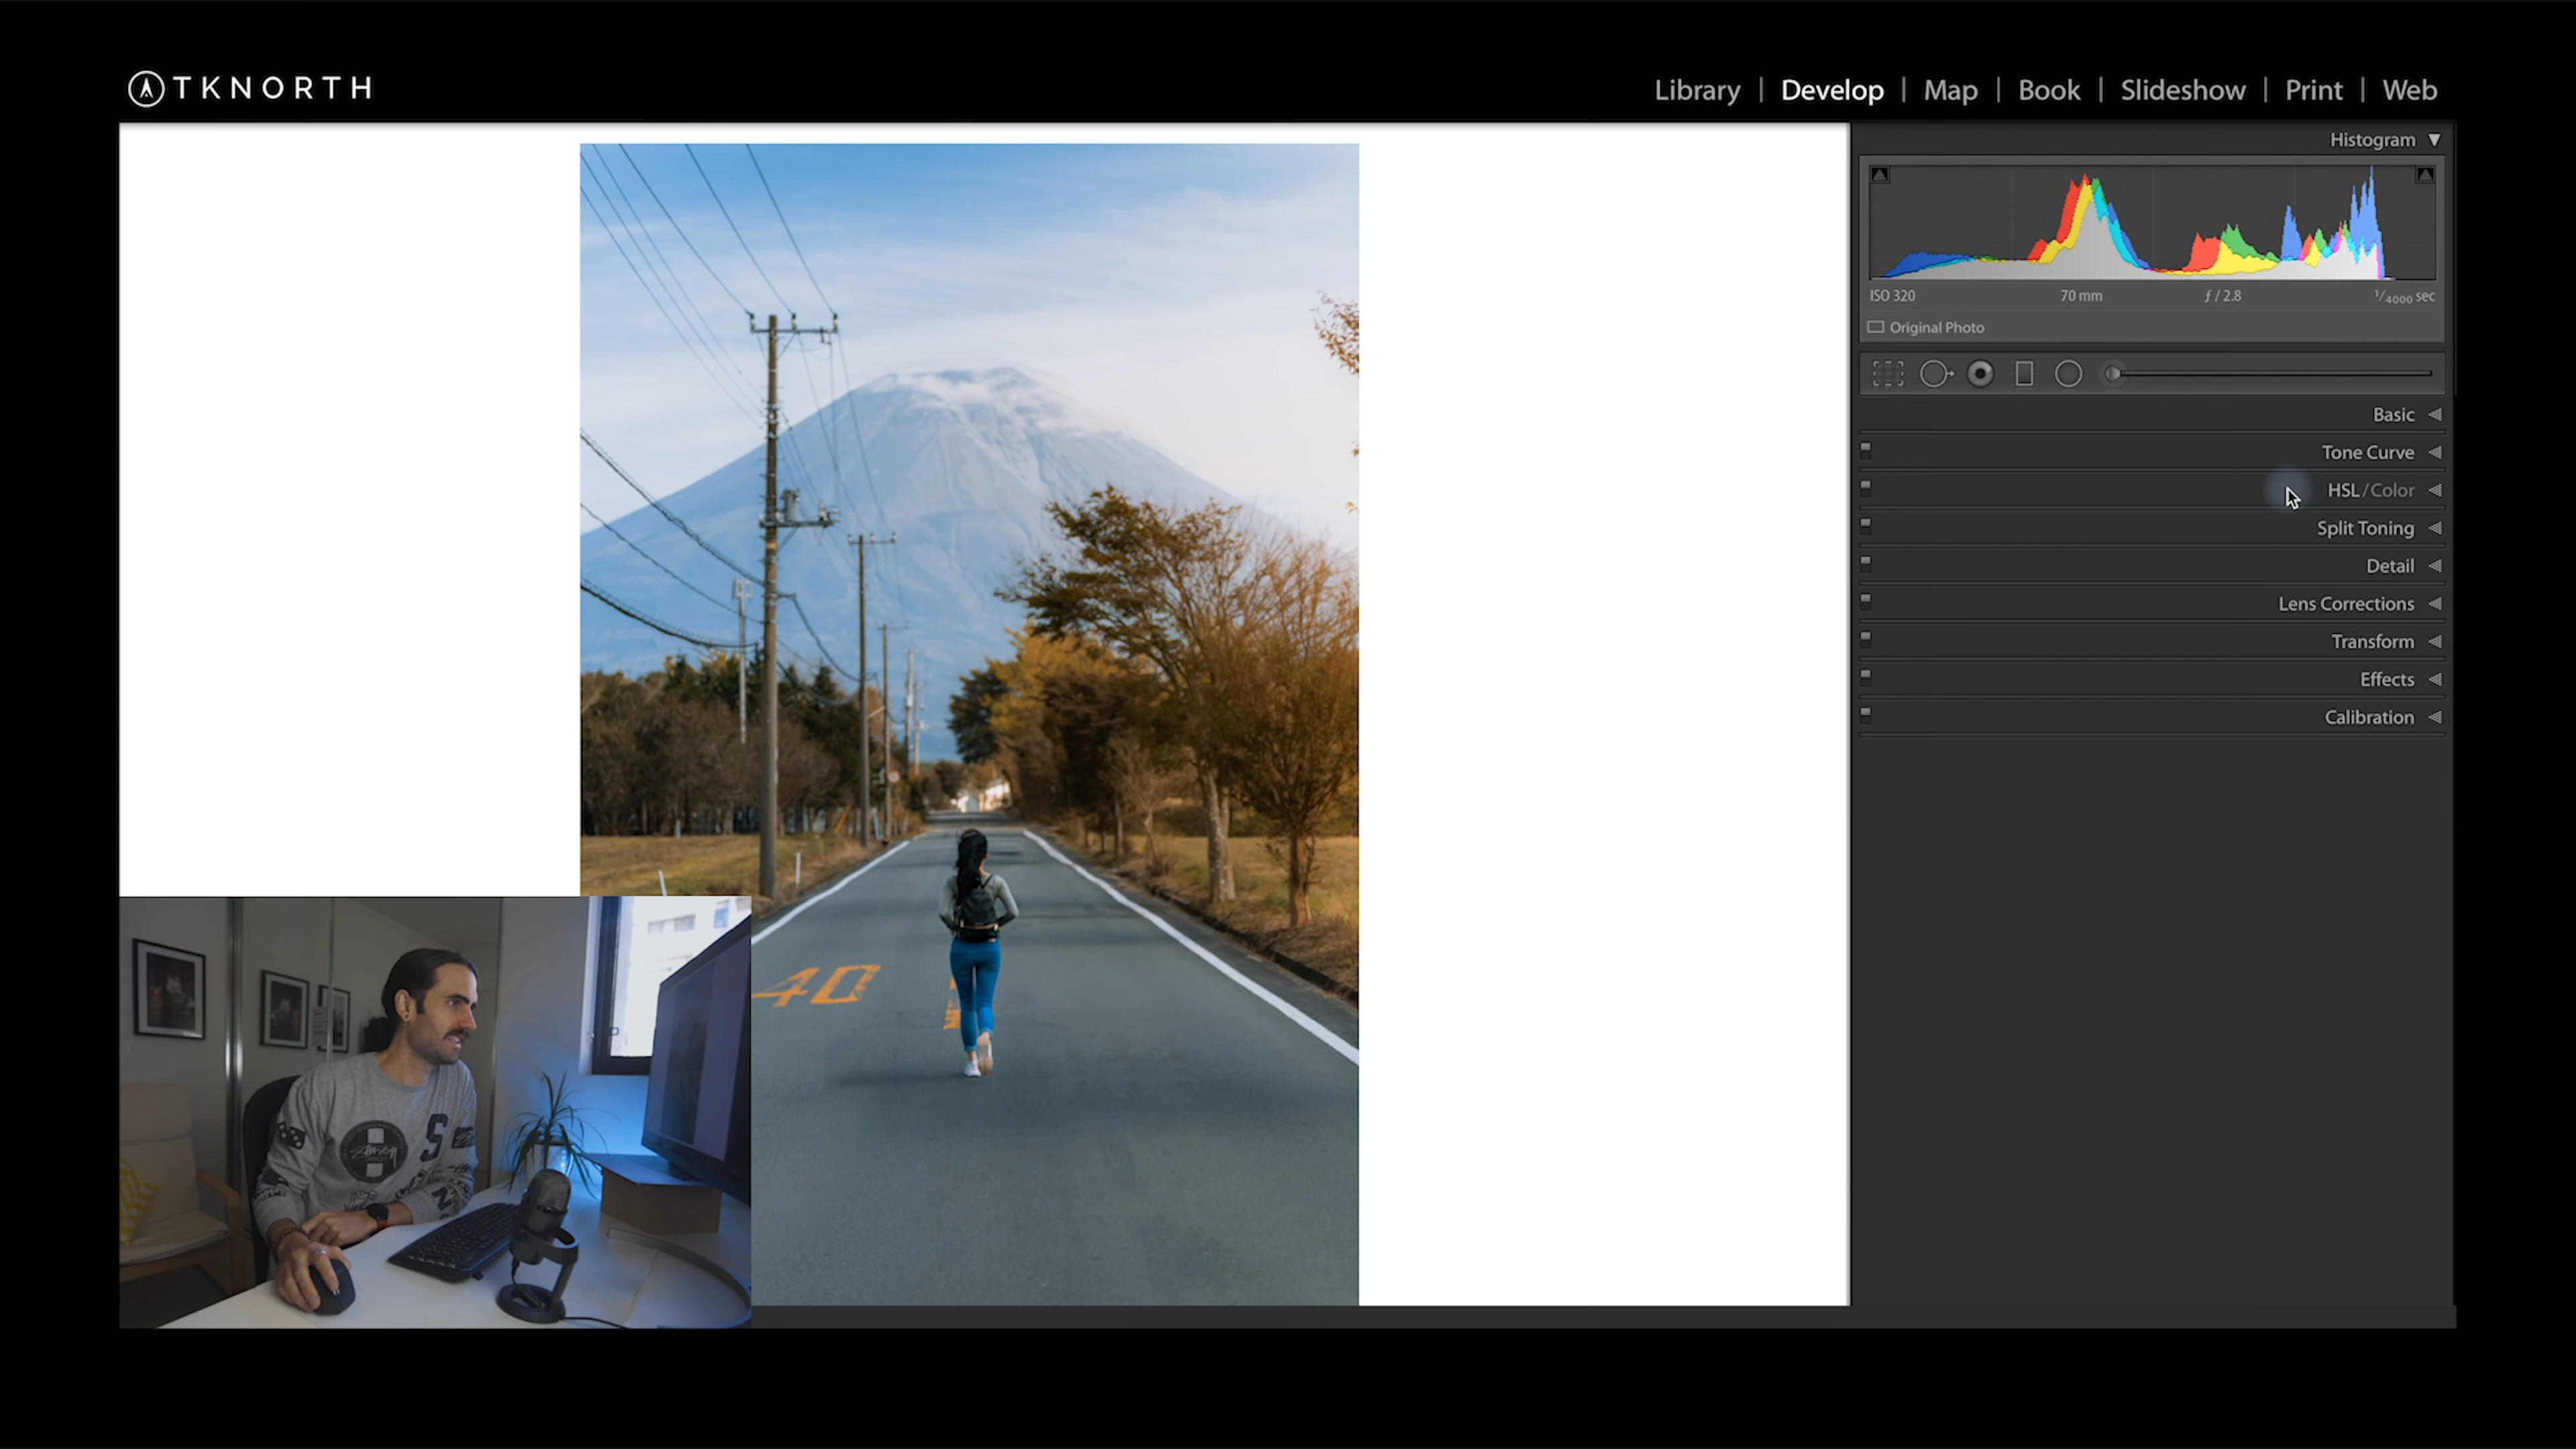 TKNORTH
Library | Develop | Map | Book | Slideshow | Print | Web
Histogram
ISO 320 70 mm ƒ / 2.8 1/4000 sec
Original Photo
Basic
Tone Curve
HSL / Color
Split Toning
Detail
Lens Corrections
Transform
Effects
Calibration
40
S